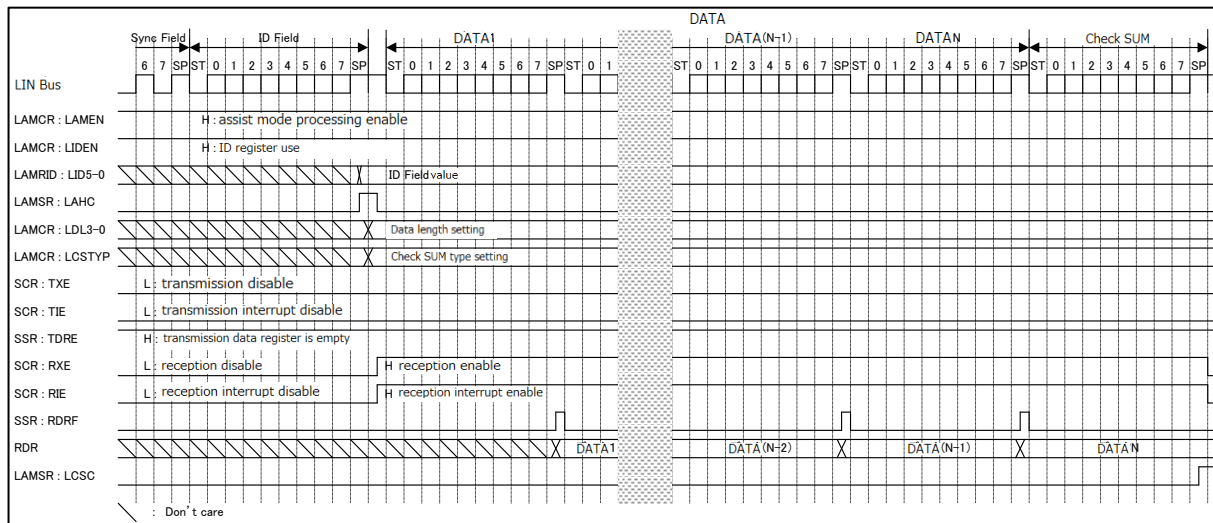 DATA
Sync Field ID Field DATA1 DATA(N-1) DATAN Check SUM
6 7 SP ST 0 1 2 3 4 5 6 7 SP ST 0 1 2 3 4 5 6 7 SP ST 0 1 ST 0 1 2 3 4 5 6 7 SP ST 0 1 2 3 4 5 6 7 SP ST 0 1 2 3 4 5 6 7 SP
LIN Bus
LAMCR : LAMEN H : assist mode processing enable
LAMCR : LIDEN H : ID register use
LAMRID : LID5-0 ID Field value
LAMSR : LAHC
LAMCR : LDL3-0 Data length setting
LAMCR : LCSTYP Check SUM type setting
SCR : TXE L : transmission disable
SCR : TIE L : transmission interrupt disable
SSR : TDRE H : transmission data register is empty
SCR : RXE L : reception disable H reception enable
SCR : RIE L : reception interrupt disable H reception interrupt enable
SSR : RDRF
RDR DATA1 DATA(N-2) DATA(N-1) DATAN
LAMSR : LCSC
: Don't care